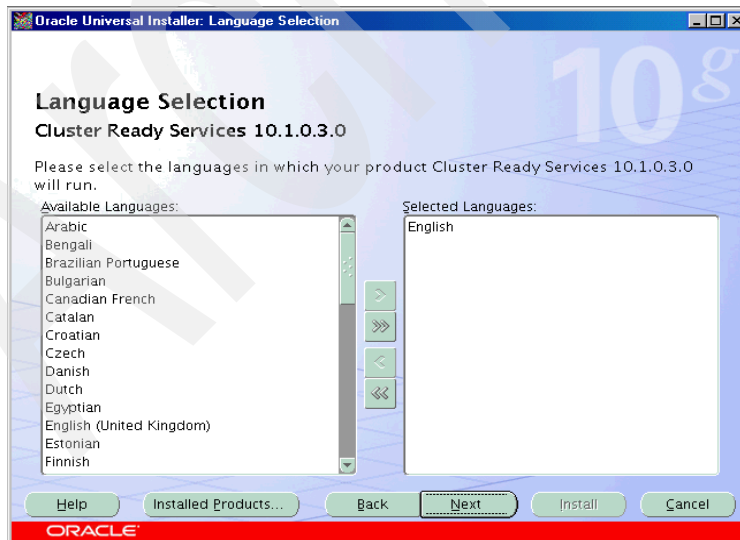 Oracle Universal Installer: Language Selection
10g
Language Selection
Cluster Ready Services 10.1.0.3.0
Please select the languages in which your product Cluster Ready Services 10.1.0.3.0
will run.
Available Languages:
Arabic
Bengali
Brazilian Portuguese
Bulgarian
Canadian French
Catalan
Croatian
Czech
Danish
Dutch
Egyptian
English (United Kingdom)
Estonian
Finnish
Selected Languages:
English
Help Installed Products... Back Next Install Cancel
ORACLE